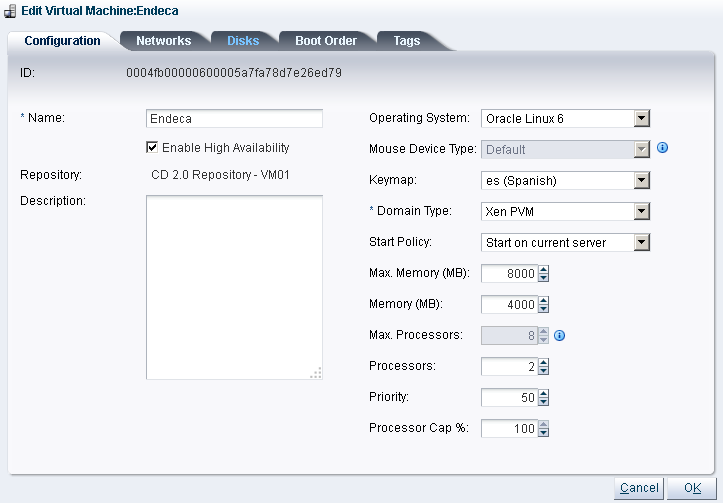 Edit Virtual Machine:Endeca
Configuration Networks Disks Boot Order Tags
ID: 0004fb00000600005a7fa78d7e26ed79
* Name: Endeca
Enable High Availability
Repository: CD 2.0 Repository - VM01
Description:
Operating System: Oracle Linux 6
Mouse Device Type: Default
Keymap: es (Spanish)
* Domain Type: Xen PVM
Start Policy: Start on current server
Max. Memory (MB): 8000
Memory (MB): 4000
Max. Processors: 8
Processors: 2
Priority: 50
Processor Cap %: 100
Cancel OK